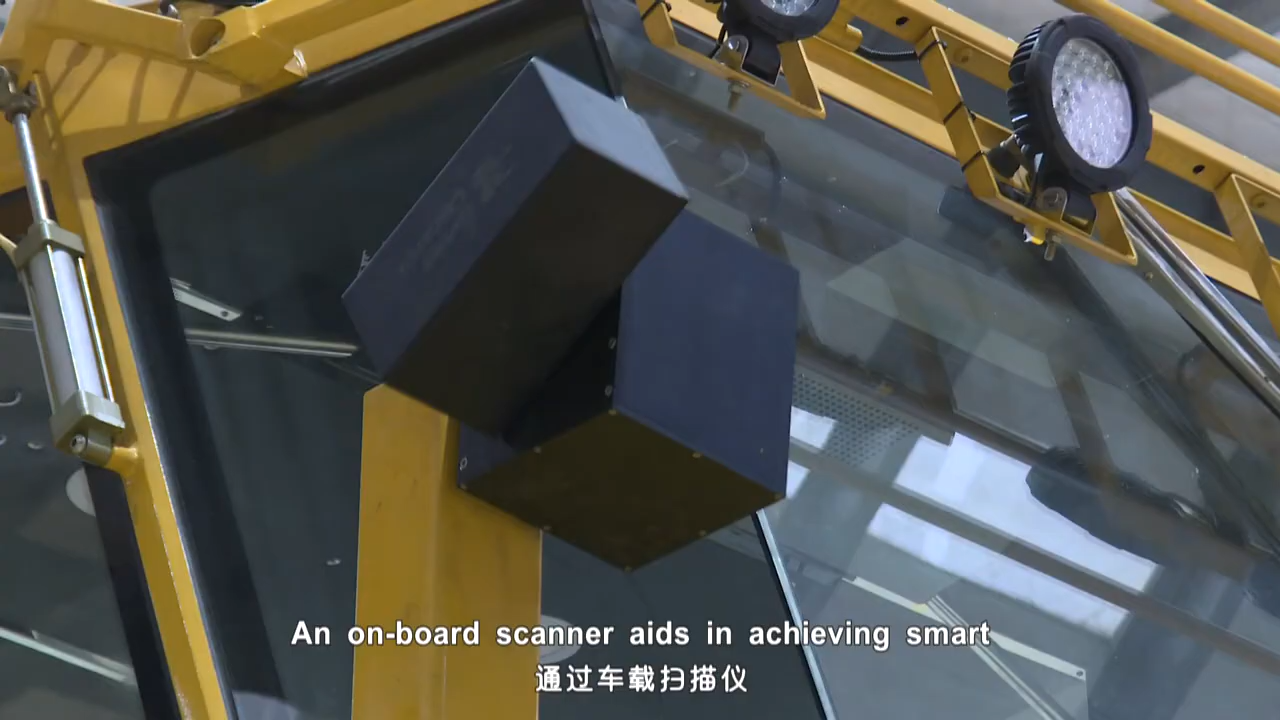 An on-board scanner aids in achieving smart
通过车载扫描仪